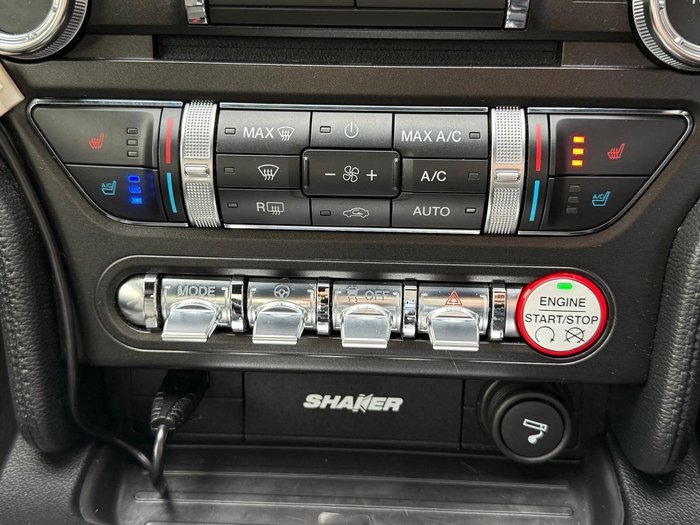 MAX
MAX A/C
A/C
A/C
A/C
R
AUTO
MODE
OFF
ENGINE
START/STOP
SHAKER